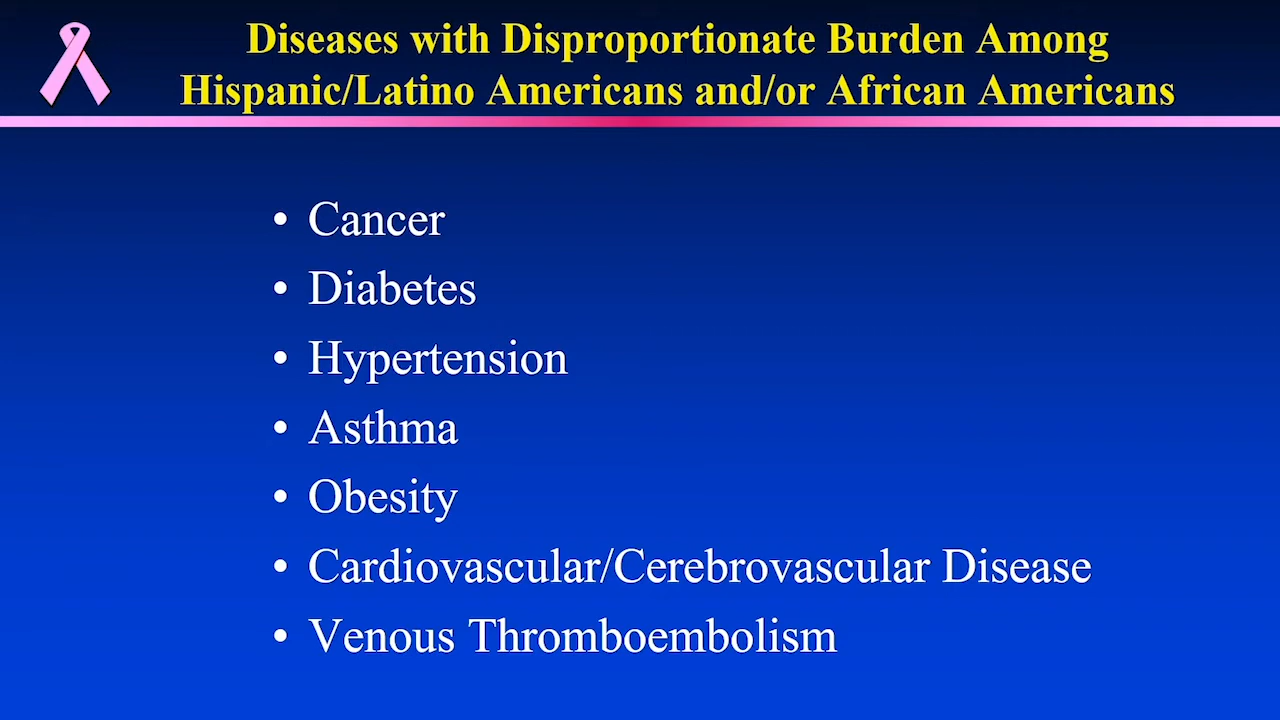 Diseases with Disproportionate Burden Among
Hispanic/Latino Americans and/or African Americans
• Cancer
• Diabetes
• Hypertension
• Asthma
• Obesity
• Cardiovascular/Cerebrovascular Disease
• Venous Thromboembolism